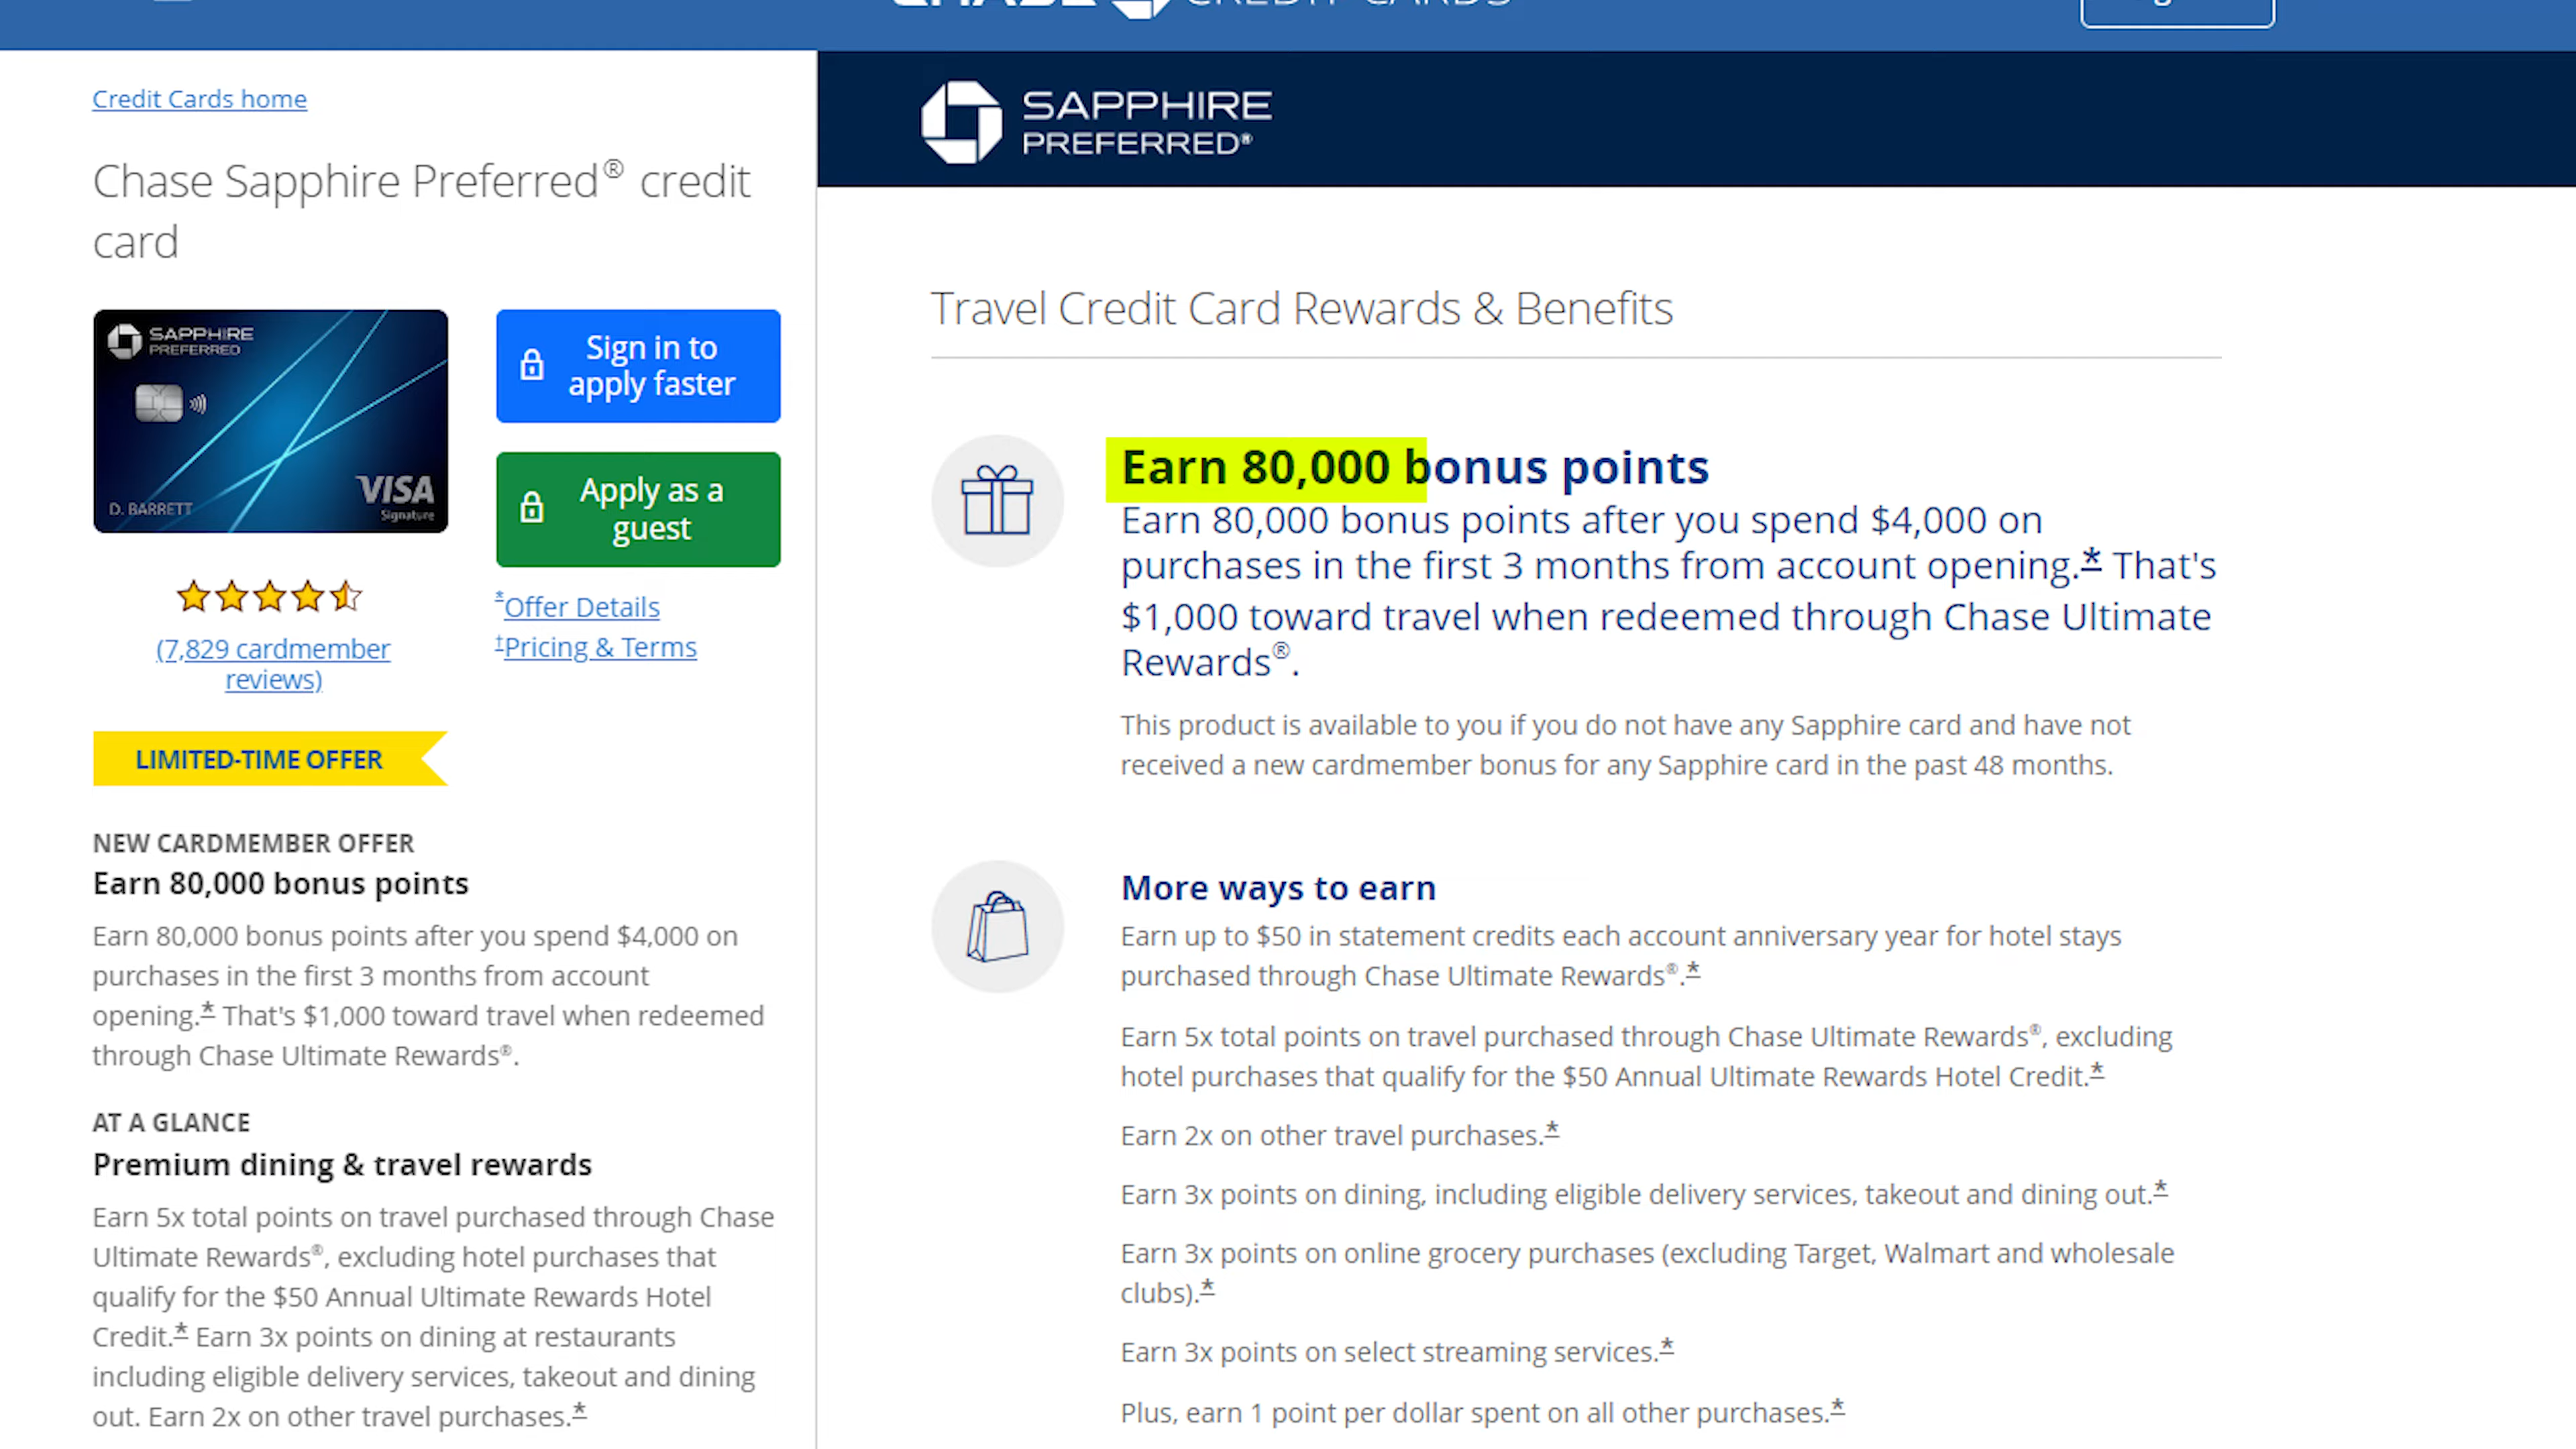 CHASE CREDIT CARDS
Credit Cards home
Chase Sapphire Preferred® credit
card
SAPPHIRE
PREFERRED
VISA
Signature
D. BARRETT
Sign in to
apply faster
Apply as a
guest
*Offer Details
†Pricing & Terms
(7,829 cardmember
reviews)
LIMITED-TIME OFFER
NEW CARDMEMBER OFFER
Earn 80,000 bonus points
Earn 80,000 bonus points after you spend $4,000 on
purchases in the first 3 months from account
opening.* That's $1,000 toward travel when redeemed
through Chase Ultimate Rewards®.
AT A GLANCE
Premium dining & travel rewards
Earn 5x total points on travel purchased through Chase
Ultimate Rewards®, excluding hotel purchases that
qualify for the $50 Annual Ultimate Rewards Hotel
Credit.* Earn 3x points on dining at restaurants
including eligible delivery services, takeout and dining
out. Earn 2x on other travel purchases.*
SAPPHIRE
PREFERRED®
Travel Credit Card Rewards & Benefits
Earn 80,000 bonus points
Earn 80,000 bonus points after you spend $4,000 on
purchases in the first 3 months from account opening.* That's
$1,000 toward travel when redeemed through Chase Ultimate
Rewards®.
This product is available to you if you do not have any Sapphire card and have not
received a new cardmember bonus for any Sapphire card in the past 48 months.
More ways to earn
Earn up to $50 in statement credits each account anniversary year for hotel stays
purchased through Chase Ultimate Rewards®.*
Earn 5x total points on travel purchased through Chase Ultimate Rewards®, excluding
hotel purchases that qualify for the $50 Annual Ultimate Rewards Hotel Credit.*
Earn 2x on other travel purchases.*
Earn 3x points on dining, including eligible delivery services, takeout and dining out.*
Earn 3x points on online grocery purchases (excluding Target, Walmart and wholesale
clubs).*
Earn 3x points on select streaming services.*
Plus, earn 1 point per dollar spent on all other purchases.*